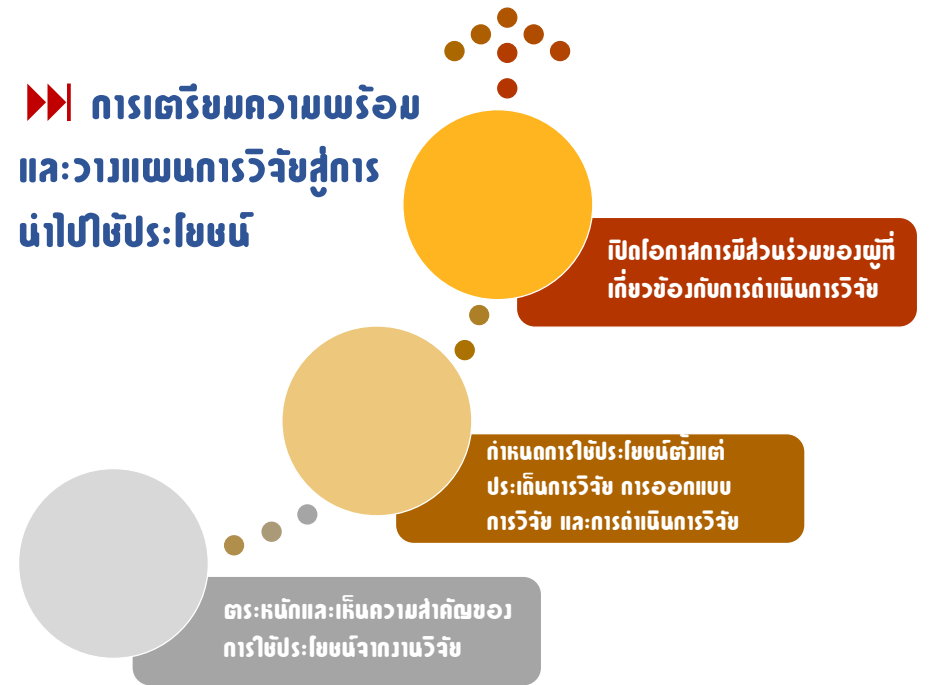 การเตรียมความพร้อม
และวางแผนการวิจัยสู่การ
นำไปใช้ประโยชน์
เปิดโอกาสการมีส่วนร่วมของผู้ที่
เกี่ยวข้องกับการดำเนินการวิจัย
กำหนดการใช้ประโยชน์ตั้งแต่
ประเด็นการวิจัย การออกแบบ
การวิจัย และการดำเนินการวิจัย
ตระหนักและเห็นความสำคัญของ
การใช้ประโยชน์จากงานวิจัย